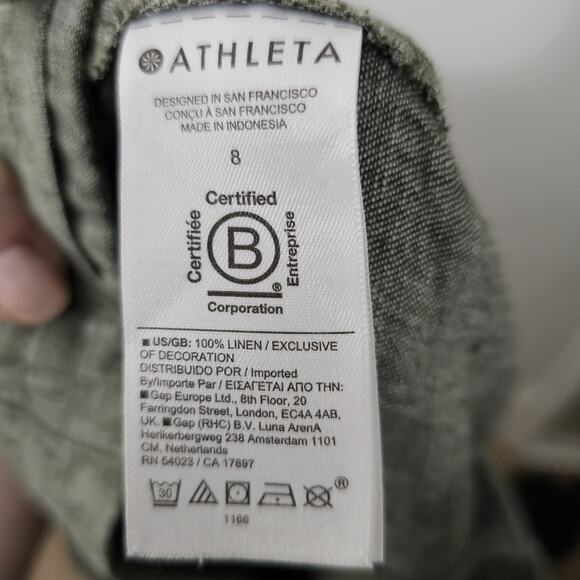 ATHLETA
DESIGNED IN SAN FRANCISCO
CONÇU À SAN FRANCISCO
MADE IN INDONESIA
8
Certified
Certifiée
B
Entreprise
®
Corporation
US/GB: 100% LINEN / EXCLUSIVE
OF DECORATION
DISTRIBUIDO POR / Imported
By/Importe Par / ΕΙΣΑΓΕΤΑΙ ΑΠΟ ΤΗΝ:
Gap Europe Ltd., 8th Floor, 20
Farringdon Street, London, EC4A 4AB,
UK. Gap (RHC) B.V. Luna ArenA
Herikerbergweg 238 Amsterdam 1101
CM, Netherlands
RN 54023 / CA 17897
30 ®
1160